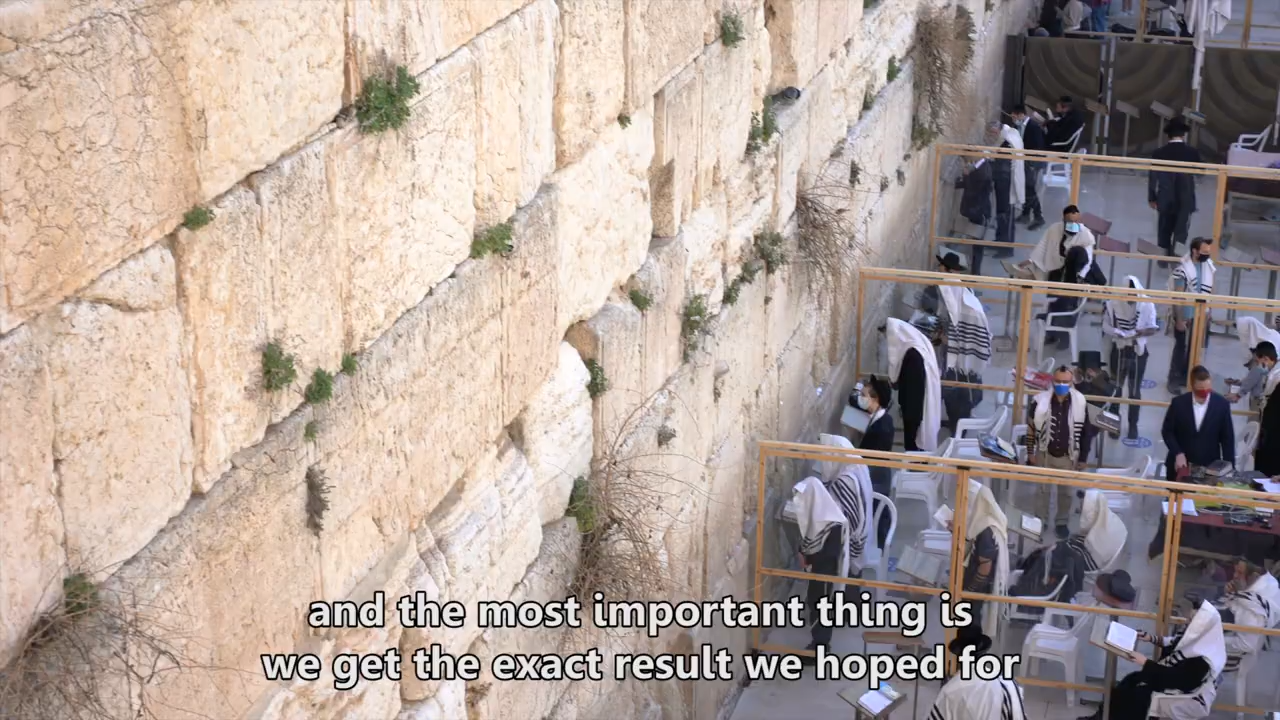 and the most important thing is
we get the exact result we hoped for